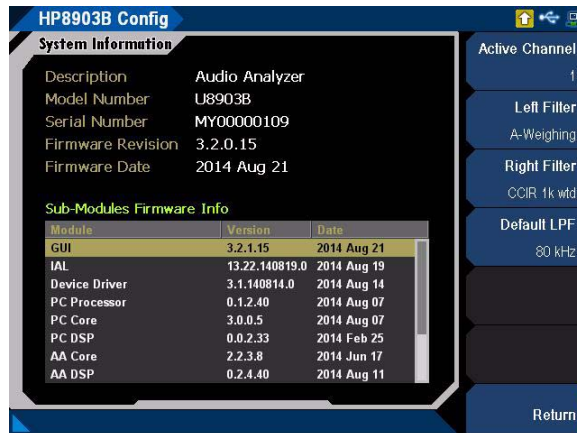 HP8903B Config
System Information
Description Audio Analyzer
Model Number U8903B
Serial Number MY00000109
Firmware Revision 3.2.0.15
Firmware Date 2014 Aug 21
Sub-Modules Firmware Info
Module Version Date
GUI 3.2.1.15 2014 Aug 21
IAL 13.22.140819.0 2014 Aug 19
Device Driver 3.1.140814.0 2014 Aug 14
PC Processor 0.1.2.40 2014 Aug 07
PC Core 3.0.0.5 2014 Aug 07
PC DSP 0.0.2.33 2014 Feb 25
AA Core 2.2.3.8 2014 Jun 17
AA DSP 0.2.4.40 2014 Aug 11
Active Channel
1
Left Filter
A-Weighing
Right Filter
CCIR 1k wtd
Default LPF
80 kHz
Return